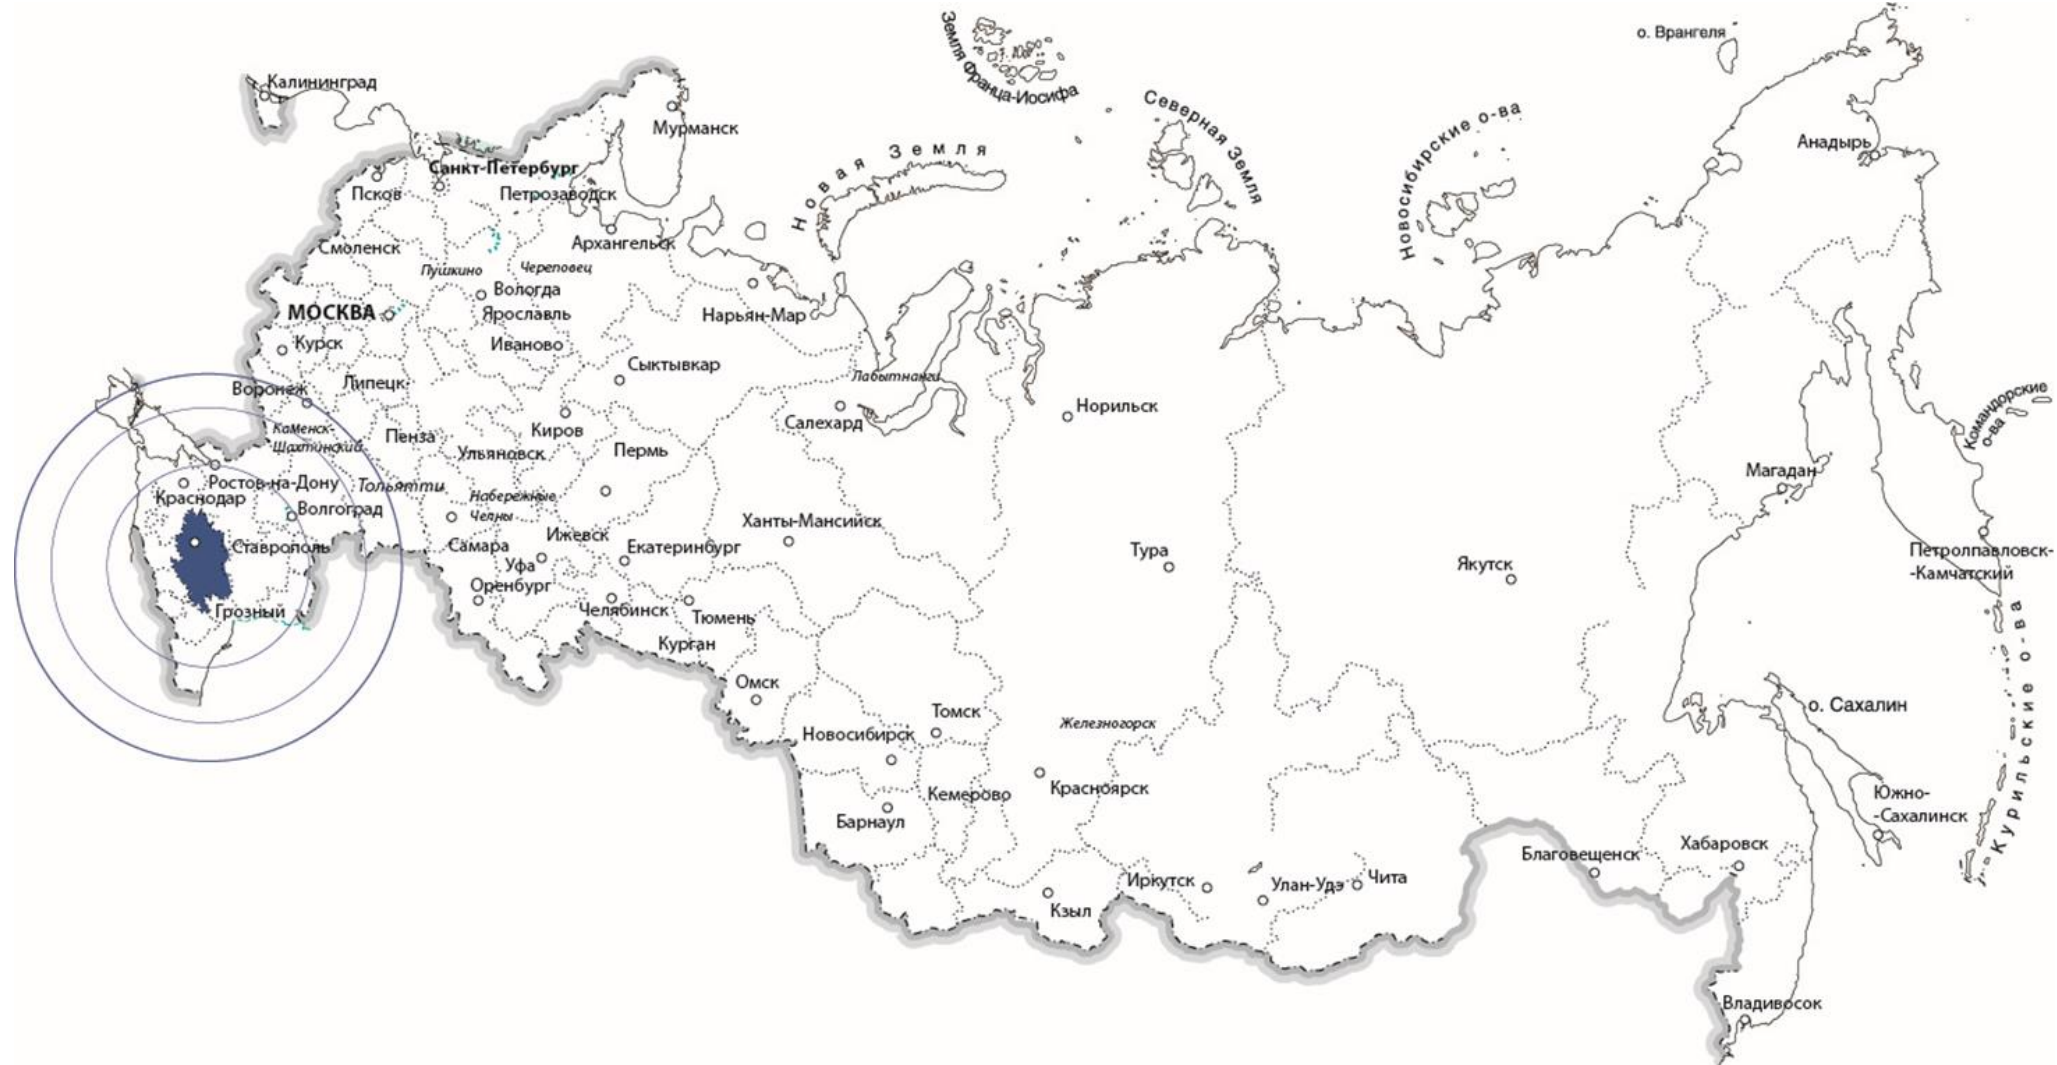 Земля Франца-Иосифа
о. Врангеля
Калининград
Северная Земля
Новосибирские о-ва
Мурманск
Анадырь
Новая Земля
Санкт-Петербург
Псков
Петрозаводск
Архангельск
Смоленск
Пушкино
Череповец
Вологда
МОСКВА
Ярославль
Нарьян-Мар
Курск
Иваново
Сыктывкар
Лабытнанги
Воронеж
Липецк-
Командорские
о-ва
Норильск
Салехард
Каменск-
-Шахтинский
Пенза
Киров
Ульяновск
Пермь
Магадан
Ростов-на-Дону
Краснодар
Тольятти
Набережные
Челны
Волгоград
Ханты-Мансийск
Ставрополь
Самара
Ижевск
Екатеринбург
Тура
Якутск
Петролпавловск-
-Камчатский
Уфа
Оренбург
Грозный
Челябинск
Тюмень
Курган
Курильские о-ва
Омск
Томск
Железногорск
о. Сахалин
Новосибирск
Кемерово
Красноярск
Южно-
-Сахалинск
Барнаул
Благовещенск
Хабаровск
Иркутск
Улан-Удэ
Чита
Кзыл
Владивосок